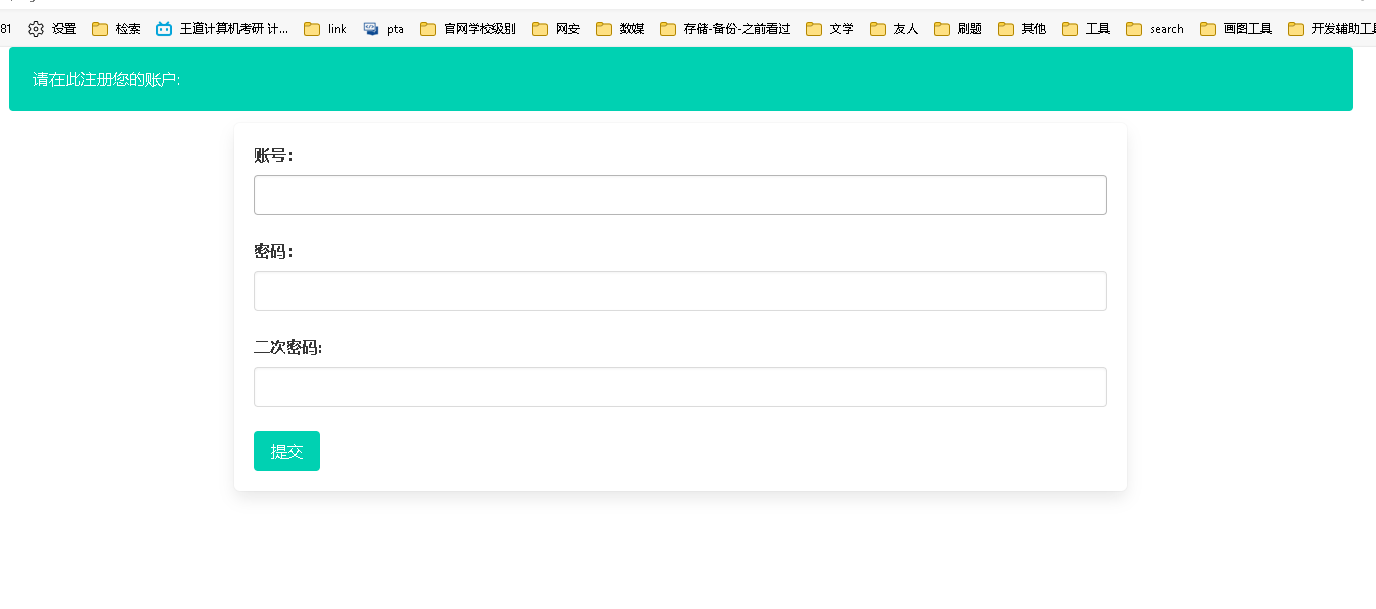 81 设置 检索 王道计算机考研 计... link pta 官网学校级别 网安 数媒 存储-备份-之前看过 文学 友人 刷题 其他 工具 search 画图工具 开发辅助工具
请在此注册您的账户:
账号：
密码：
二次密码:
提交